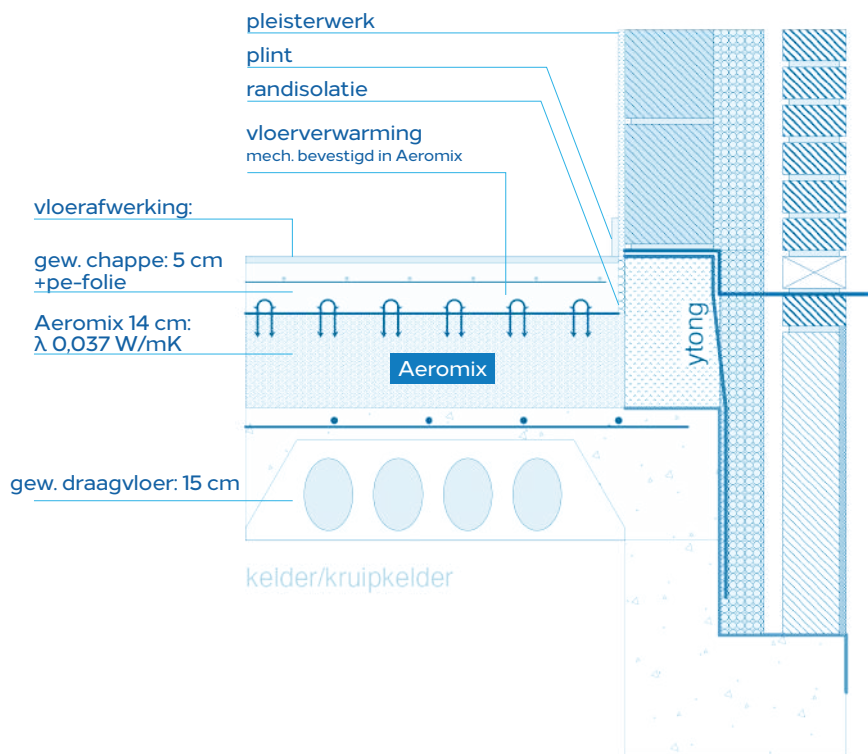 pleisterwerk
plint
randisolatie
vloerverwarming
mech. bevestigd in Aeromix
vloerafwerking:
gew. chappe: 5 cm
+pe-folie
Aeromix 14 cm:
λ 0,037 W/mK
Aeromix
ytong
gew. draagvloer: 15 cm
kelder/kruipkelder